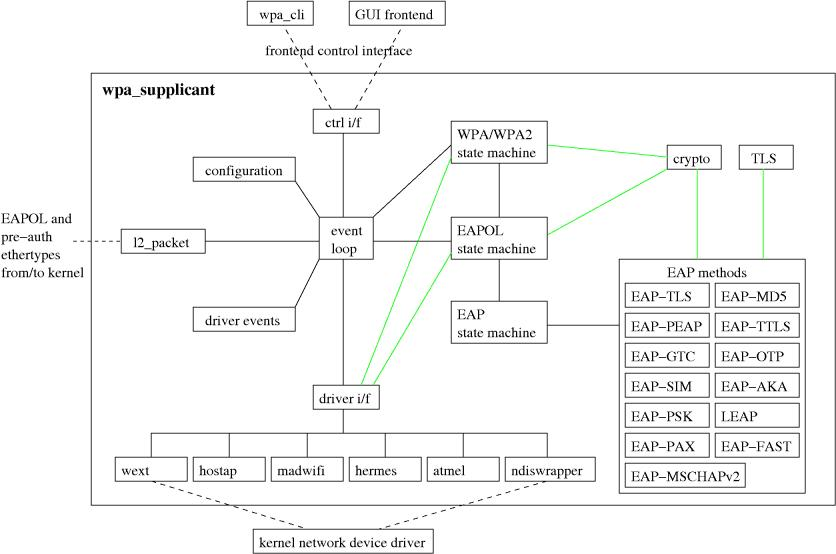 wpa_cli
GUI frontend
frontend control interface
wpa_supplicant
ctrl i/f
WPA/WPA2
state machine
crypto
TLS
configuration
EAPOL and
pre−auth
ethertypes
from/to kernel
l2_packet
event
loop
EAPOL
state machine
driver events
EAP
state machine
EAP methods
EAP−TLS
EAP−MD5
EAP−PEAP
EAP−TTLS
EAP−GTC
EAP−OTP
EAP−SIM
EAP−AKA
EAP−PSK
LEAP
EAP−PAX
EAP−FAST
EAP−MSCHAPv2
driver i/f
wext
hostap
madwifi
hermes
atmel
ndiswrapper
kernel network device driver